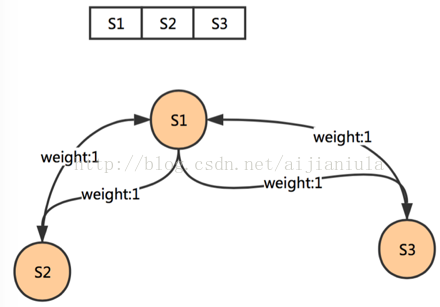 S1 S2 S3
S1
weight:1
weight:1
http://blog.csdn.net/aijianiula
weight:1
weight:1
S2
S3